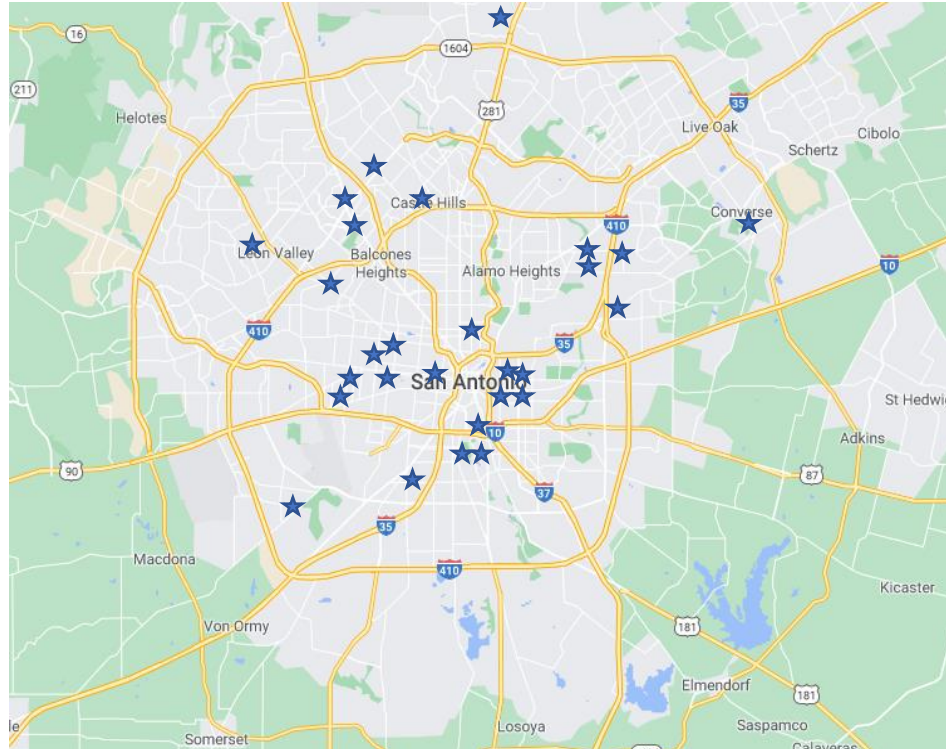 16
1604
211
281
35
Helotes
Live Oak
Cibolo
Schertz
Castle Hills
Converse
410
Leon Valley
Balcones
Heights
Alamo Heights
10
410
35
San Antonio
St Hedwig
10
Adkins
90
87
37
35
Macdona
410
Kicaster
Von Ormy
181
Elmendorf
181
le
Losoya
Saspamco
Somerset
Calaveras